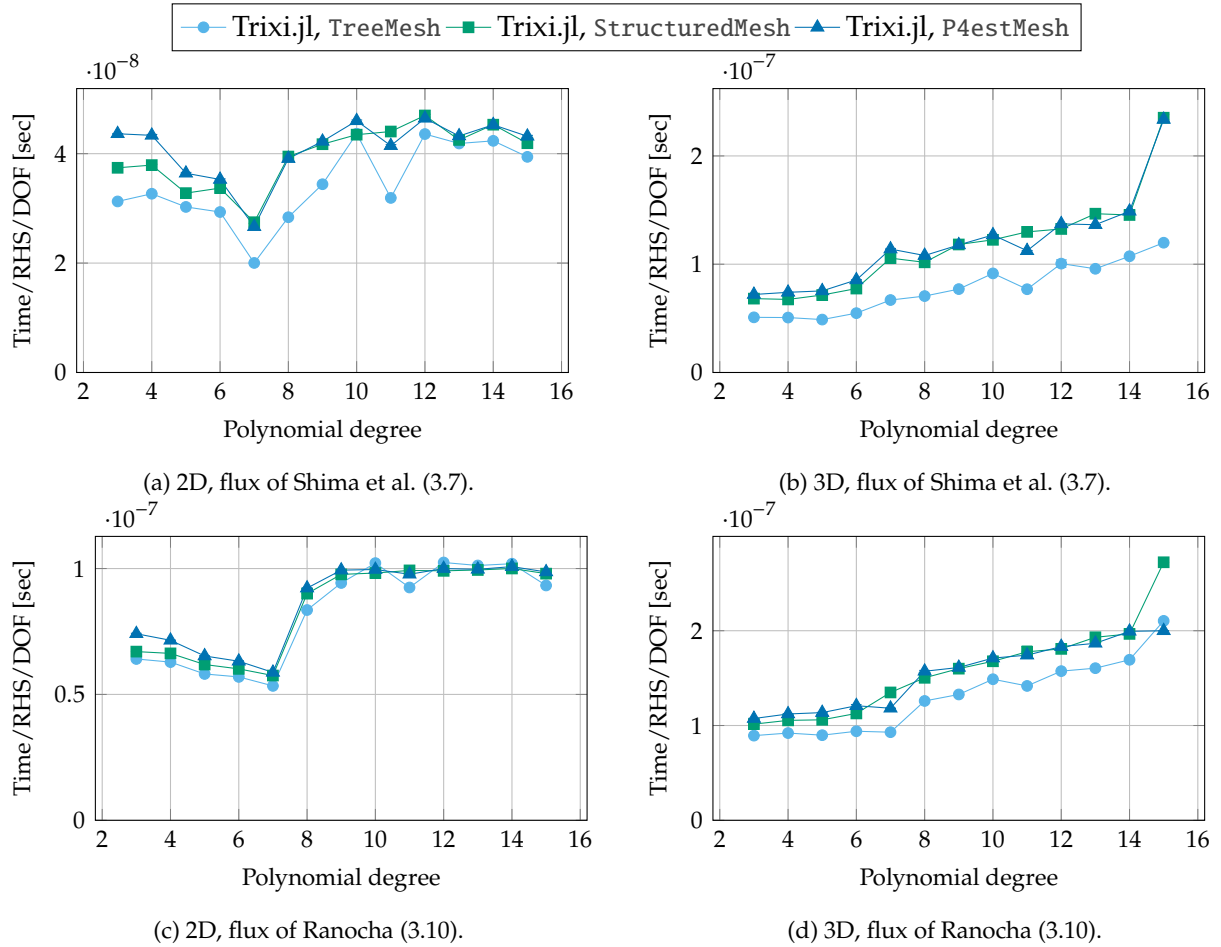 Trixi.jl, TreeMesh Trixi.jl, StructuredMesh Trixi.jl, P4estMesh
·10−8
Time/RHS/DOF [sec]
4
2
0
2 4 6 8 10 12 14 16
Polynomial degree
(a) 2D, flux of Shima et al. (3.7).
·10−7
Time/RHS/DOF [sec]
2
1
0
2 4 6 8 10 12 14 16
Polynomial degree
(b) 3D, flux of Shima et al. (3.7).
·10−7
Time/RHS/DOF [sec]
1
0.5
0
2 4 6 8 10 12 14 16
Polynomial degree
(c) 2D, flux of Ranocha (3.10).
·10−7
Time/RHS/DOF [sec]
2
1
0
2 4 6 8 10 12 14 16
Polynomial degree
(d) 3D, flux of Ranocha (3.10).